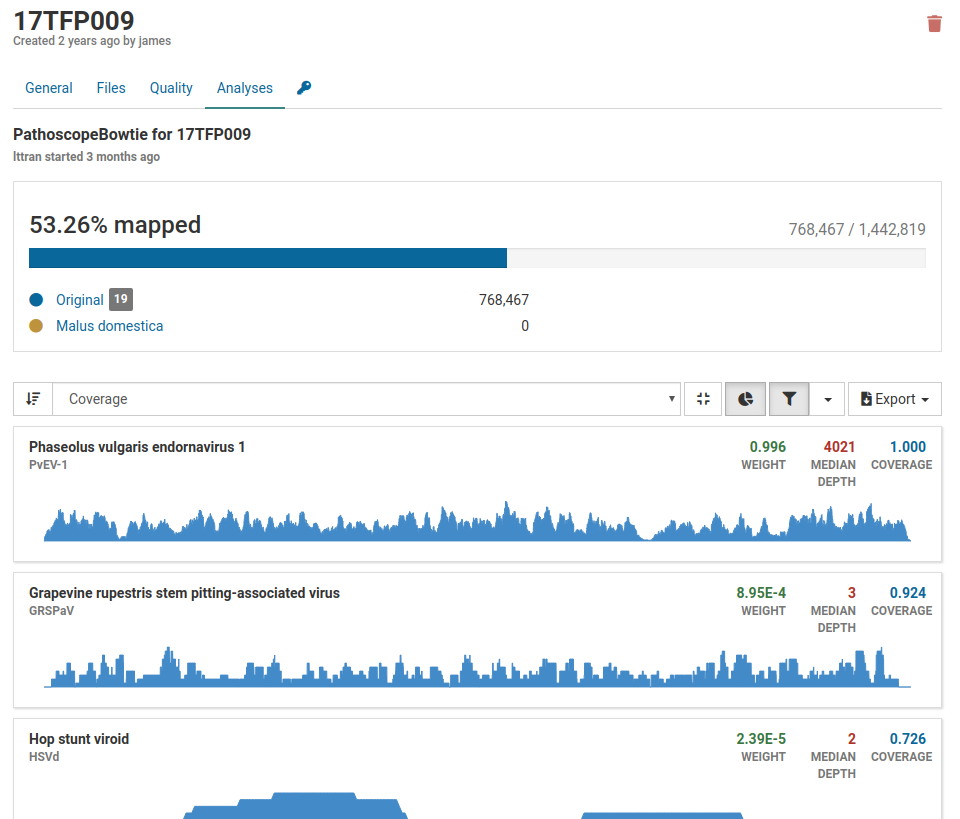 17TFP009
Created 2 years ago by james
General Files Quality Analyses
PathoscopeBowtie for 17TFP009
lttran started 3 months ago
53.26% mapped 768,467 / 1,442,819
Original 19 768,467
Malus domestica 0
Coverage Export
Phaseolus vulgaris endornavirus 1 0.996 4021 1.000
PvEV-1 WEIGHT MEDIAN COVERAGE
DEPTH
Grapevine rupestris stem pitting-associated virus 8.95E-4 3 0.924
GRSPaV WEIGHT MEDIAN COVERAGE
DEPTH
Hop stunt viroid 2.39E-5 2 0.726
HSVd WEIGHT MEDIAN COVERAGE
DEPTH